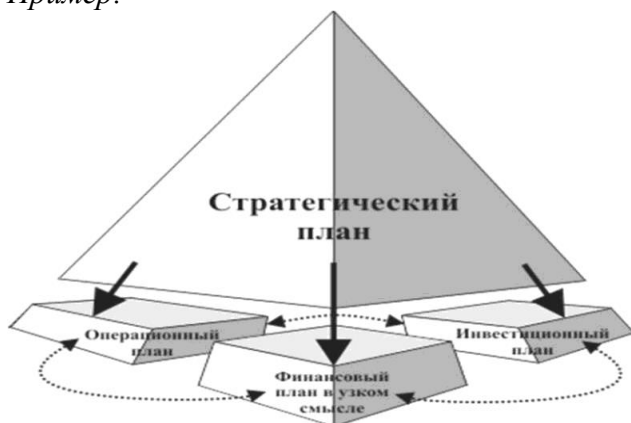 Пример:
Стратегический
план
Операционный
план
Инвестиционный
план
Финансовый
план в узком
смысле